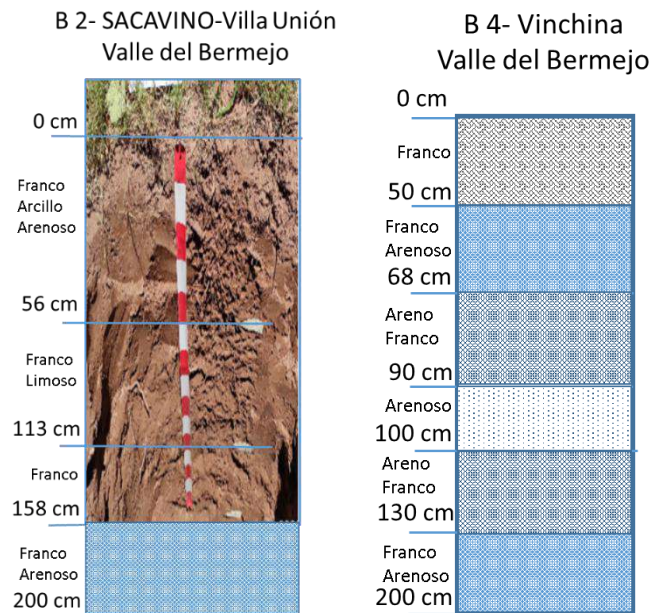 B 2- SACAVINO-Villa Unión
Valle del Bermejo
0 cm
Franco
Arcillo
Arenoso
56 cm
Franco
Limoso
113 cm
Franco
158 cm
Franco
Arenoso
200 cm
B 4- Vinchina
Valle del Bermejo
0 cm
Franco
50 cm
Franco
Arenoso
68 cm
Areno
Franco
90 cm
Arenoso
100 cm
Areno
Franco
130 cm
Franco
Arenoso
200 cm